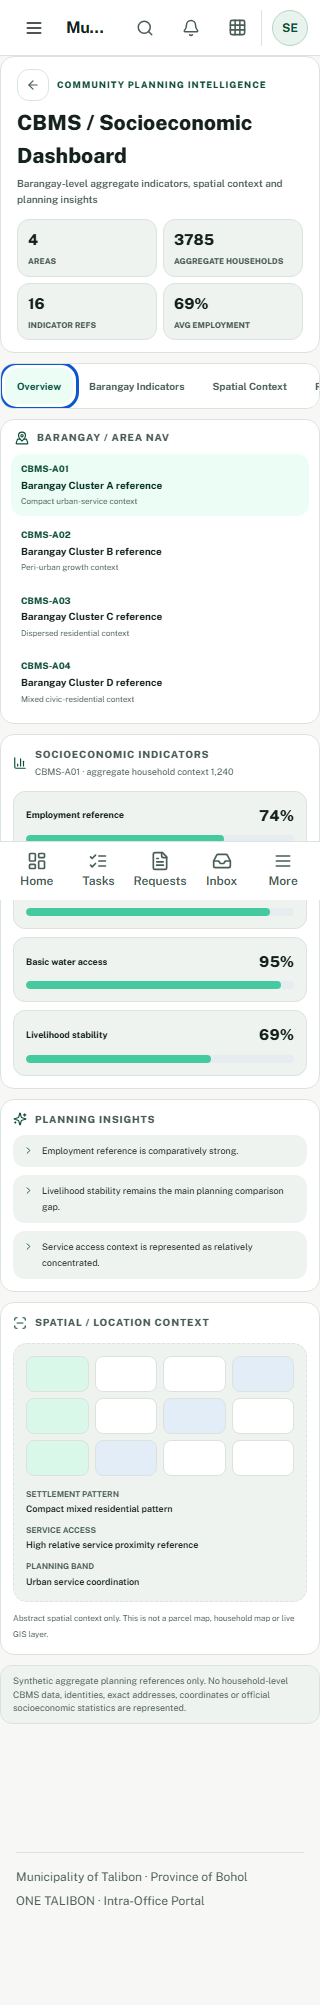 Mu...
SE
COMMUNITY PLANNING INTELLIGENCE
CBMS / Socioeconomic
Dashboard
Barangay-level aggregate indicators, spatial context and
planning insights
4
AREAS
3785
AGGREGATE HOUSEHOLDS
16
INDICATOR REFS
69%
AVG EMPLOYMENT
Overview
Barangay Indicators
Spatial Context
BARANGAY / AREA NAV
CBMS-A01
Barangay Cluster A reference
Compact urban-service context
CBMS-A02
Barangay Cluster B reference
Peri-urban growth context
CBMS-A03
Barangay Cluster C reference
Dispersed residential context
CBMS-A04
Barangay Cluster D reference
Mixed civic-residential context
SOCIOECONOMIC INDICATORS
CBMS-A01 · aggregate household context 1,240
Employment reference 74%
Home
Tasks
Requests
Inbox
More
Basic water access 95%
Livelihood stability 69%
PLANNING INSIGHTS
Employment reference is comparatively strong.
Livelihood stability remains the main planning comparison
gap.
Service access context is represented as relatively
concentrated.
SPATIAL / LOCATION CONTEXT
SETTLEMENT PATTERN
Compact mixed residential pattern
SERVICE ACCESS
High relative service proximity reference
PLANNING BAND
Urban service coordination
Abstract spatial context only. This is not a parcel map, household map or live
GIS layer.
Synthetic aggregate planning references only. No household-level
CBMS data, identities, exact addresses, coordinates or official
socioeconomic statistics are represented.
Municipality of Talibon · Province of Bohol
ONE TALIBON · Intra-Office Portal